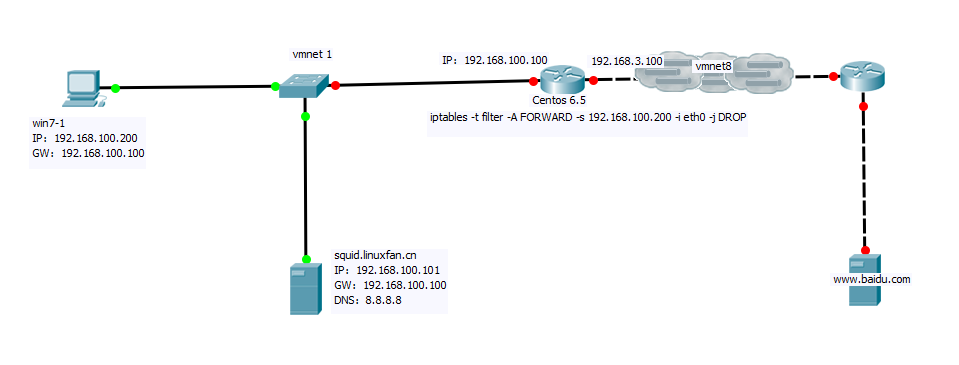 vmnet 1
IP：192.168.100.100
192.168.3.100
vmnet8
Centos 6.5
iptables -t filter -A FORWARD -s 192.168.100.200 -i eth0 -j DROP
win7-1
IP：192.168.100.200
GW：192.168.100.100
squid.linuxfan.cn
IP：192.168.100.101
GW：192.168.100.100
DNS：8.8.8.8
www.baidu.com